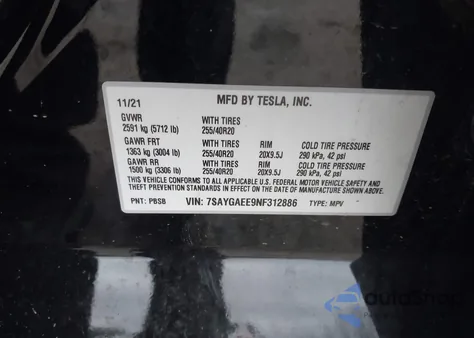 11/21 MFD BY TESLA, INC.
GVWR WITH TIRES
2591 kg (5712 lb) 255/40R20
GAWR FRT WITH TIRES RIM COLD TIRE PRESSURE
1363 kg (3004 lb) 255/40R20 20X9.5J 290 kPa, 42 psi
GAWR RR WITH TIRES RIM COLD TIRE PRESSURE
1500 kg (3306 lb) 255/40R20 20X9.5J 290 kPa, 42 psi
THIS VEHICLE CONFORMS TO ALL APPLICABLE U.S. FEDERAL MOTOR VEHICLE SAFETY AND
THEFT PREVENTION STANDARDS IN EFFECT ON THE DATE OF MANUFACTURE SHOWN ABOVE.
PNT: PBSB VIN: 7SAYGAEE9NF312886 TYPE: MPV